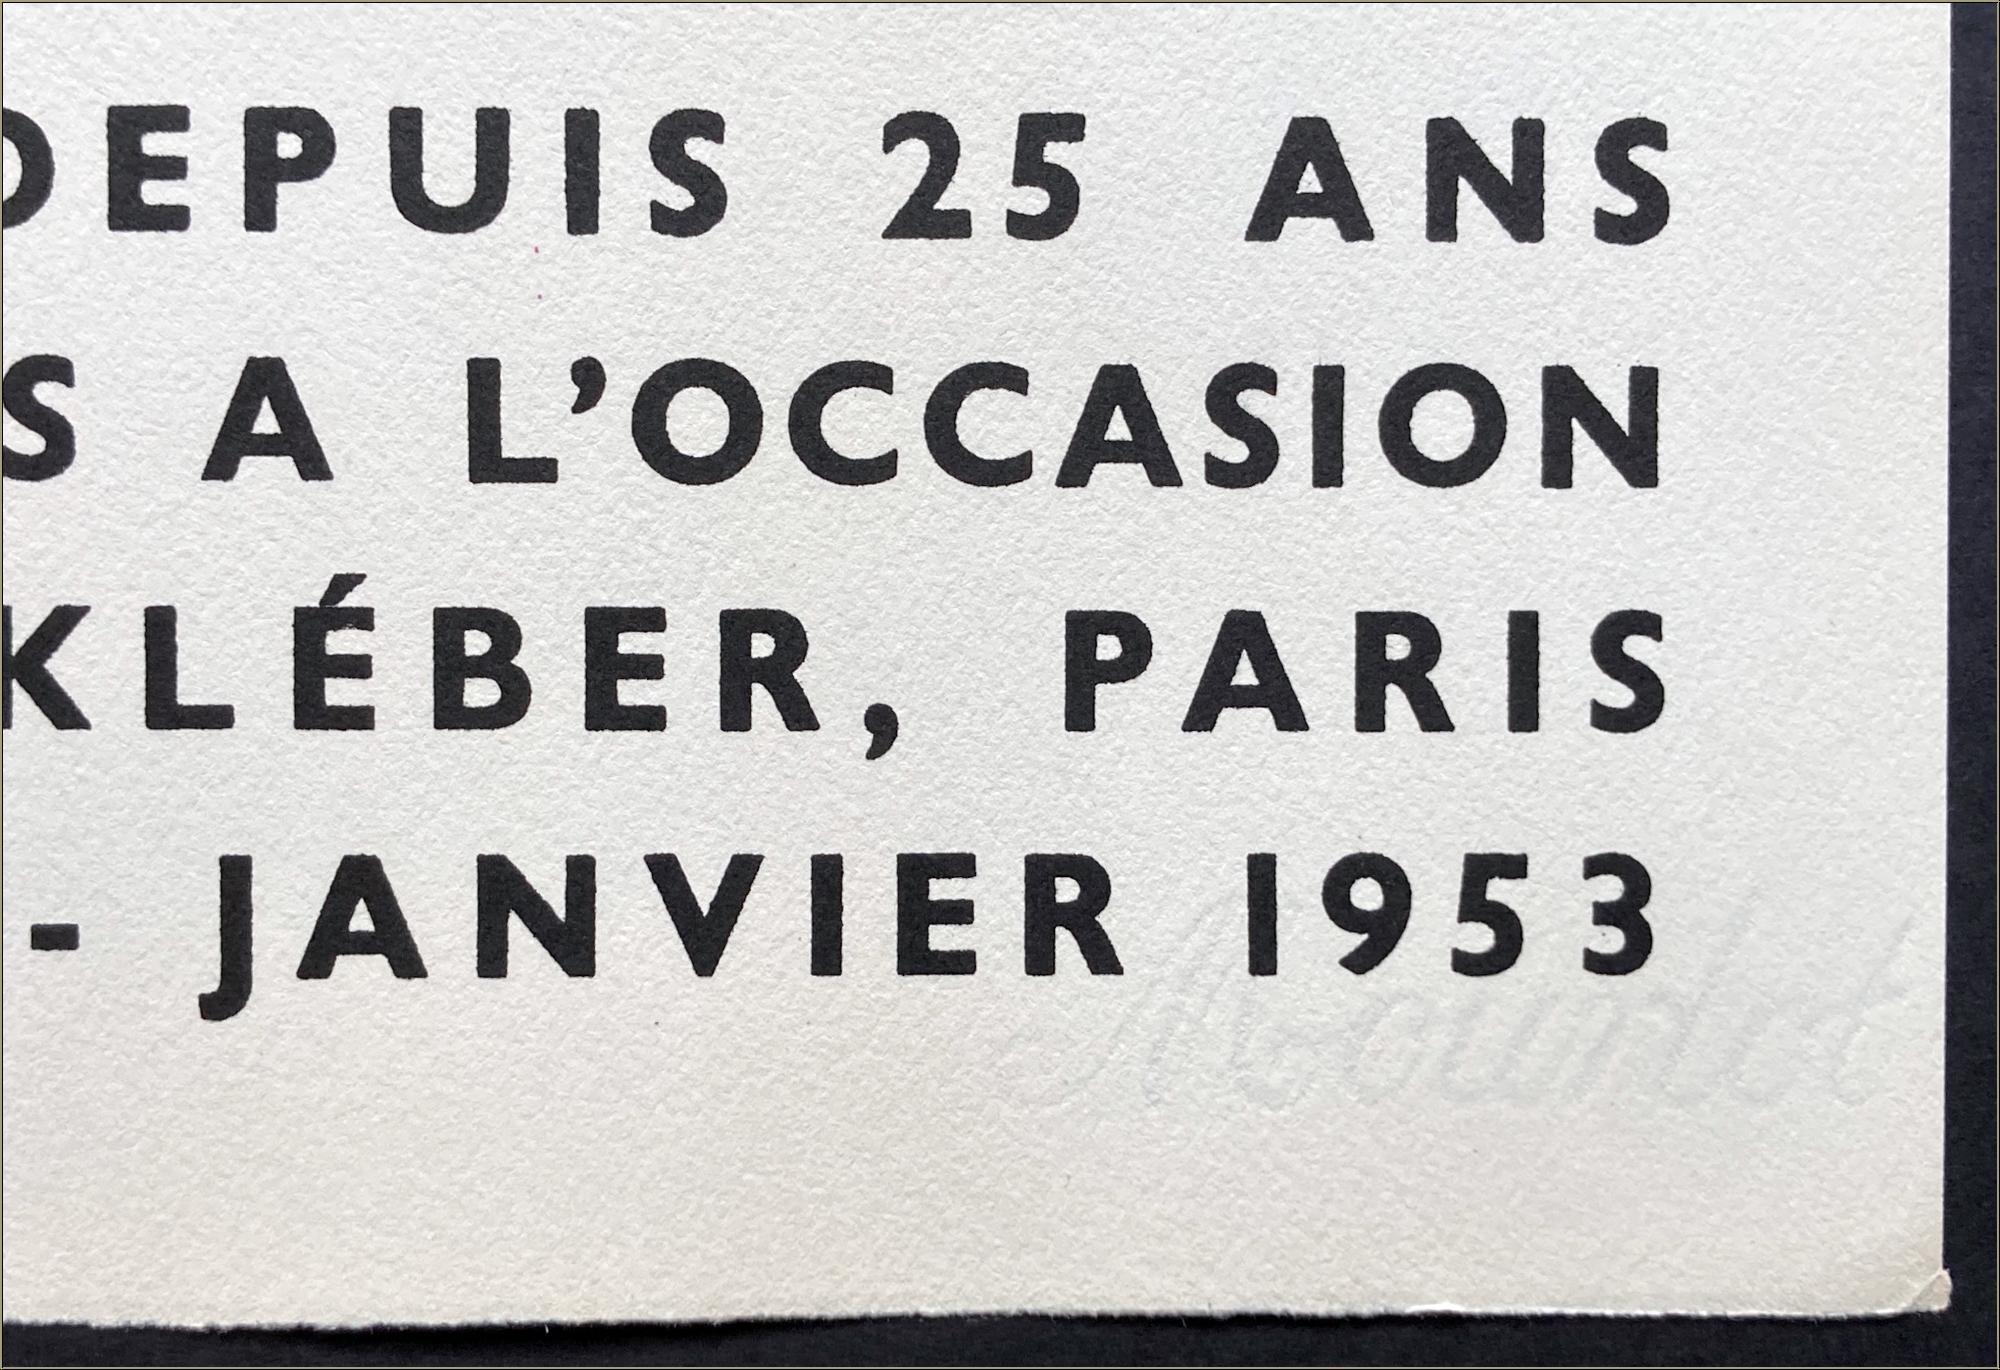 DEPUIS 25 ANS
S A L’OCCASION
KLÉBER, PARIS
- JANVIER 1953